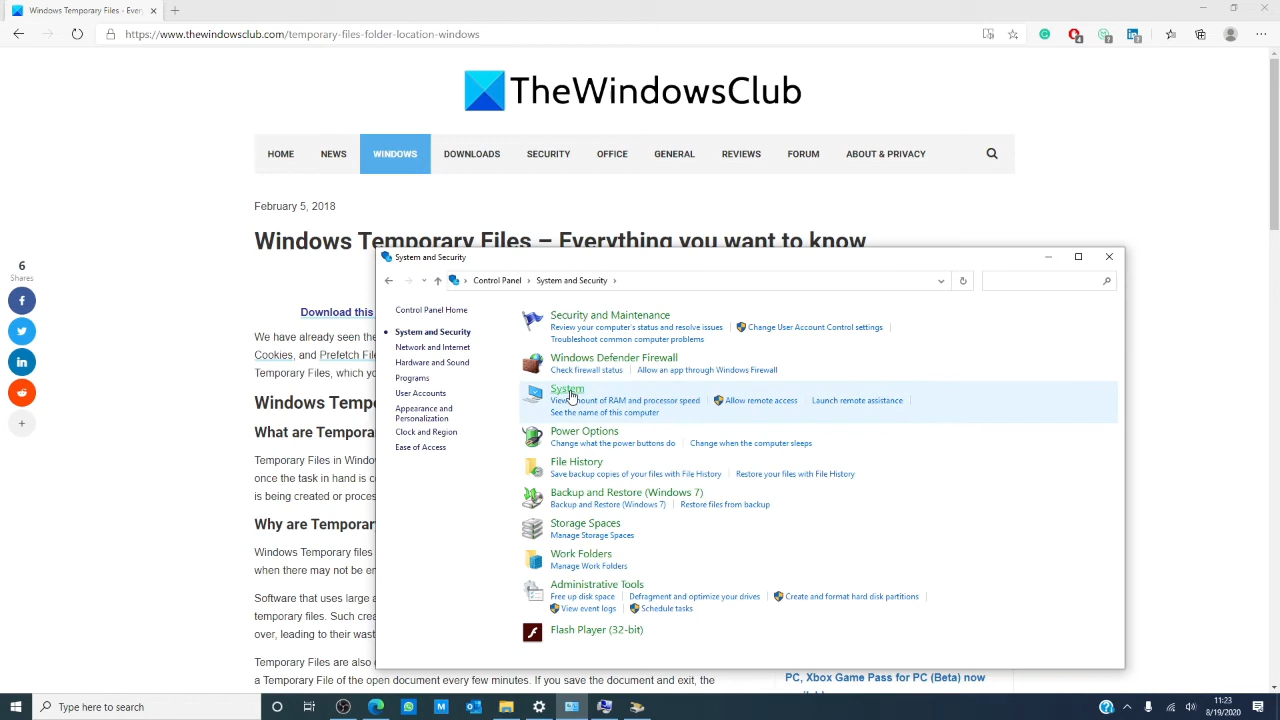 Windows Temporary Files - Every
https://www.thewindowsclub.com/temporary-files-folder-location-windows
TheWindowsClub
HOME NEWS WINDOWS DOWNLOADS SECURITY OFFICE GENERAL REVIEWS FORUM ABOUT & PRIVACY
February 5, 2018
Windows Temporary Files – Everything you want to know
6
Shares
Download this
We have already seen the
Cookies, and Prefetch File
Temporary Files, which yo
Windows Temp
What are Tempora
Temporary Files in Windo
once the task in hand is c
is being created or proces
Why are Temporar
Windows Temporary files
when there may not be en
Software that uses large a
temporary files. Such crea
over, leading to their wast
Temporary Files are also c
a Temporary File of the open document every few minutes. If you save the document and exit, the
PC, Xbox Game Pass for PC (Beta) now
System and Security
Control Panel › System and Security ›
Control Panel Home
System and Security
Network and Internet
Hardware and Sound
Programs
User Accounts
Appearance and
Personalization
Clock and Region
Ease of Access
Security and Maintenance
Review your computer's status and resolve issues Change User Account Control settings
Troubleshoot common computer problems
Windows Defender Firewall
Check firewall status Allow an app through Windows Firewall
System
View amount of RAM and processor speed Allow remote access Launch remote assistance
See the name of this computer
Power Options
Change what the power buttons do Change when the computer sleeps
File History
Save backup copies of your files with File History Restore your files with File History
Backup and Restore (Windows 7)
Backup and Restore (Windows 7) Restore files from backup
Storage Spaces
Manage Storage Spaces
Work Folders
Manage Work Folders
Administrative Tools
Free up disk space Defragment and optimize your drives Create and format hard disk partitions
View event logs Schedule tasks
Flash Player (32-bit)
Type here to search
11:23
8/19/2020